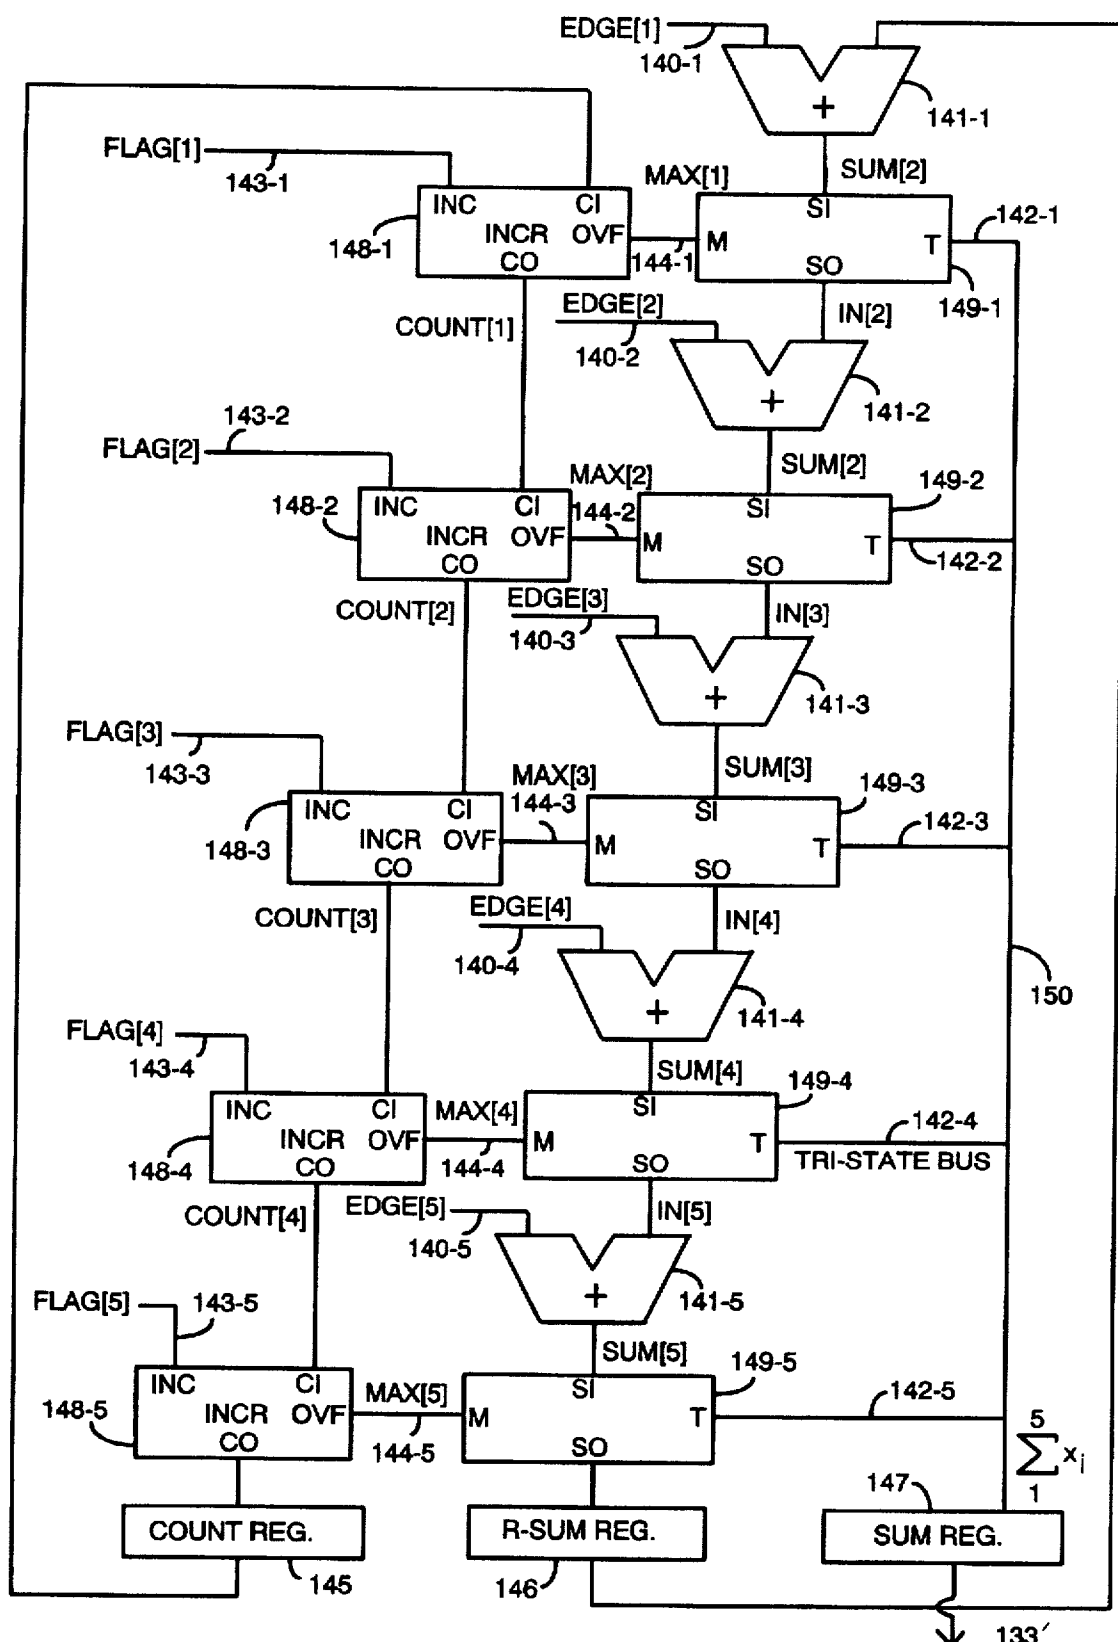 EDGE[1]
140-1
+
141-1
FLAG[1]
143-1
MAX[1]
SUM[2]
INC CI
INCR OVF
CO
148-1
144-1
SI
M T
SO
142-1
149-1
EDGE[2]
140-2
IN[2]
COUNT[1]
+
141-2
FLAG[2]
143-2
MAX[2]
SUM[2]
148-2
INC CI
INCR OVF
CO
144-2
SI
M T
SO
149-2
142-2
COUNT[2]
EDGE[3]
140-3
IN[3]
+
141-3
FLAG[3]
143-3
MAX[3]
SUM[3]
144-3
149-3
148-3
INC CI
INCR OVF
CO
SI
M T
SO
142-3
COUNT[3]
EDGE[4]
140-4
IN[4]
+
141-4
150
FLAG[4]
143-4
SUM[4]
149-4
148-4
INC CI
INCR OVF
CO
MAX[4]
144-4
SI
M T
SO
142-4
TRI-STATE BUS
COUNT[4]
EDGE[5]
140-5
IN[5]
+
141-5
FLAG[5]
143-5
SUM[5]
149-5
148-5
INC CI
INCR OVF
CO
MAX[5]
144-5
SI
M T
SO
142-5
5
∑ xi
1
147
COUNT REG.
R-SUM REG.
SUM REG.
145
146
133′